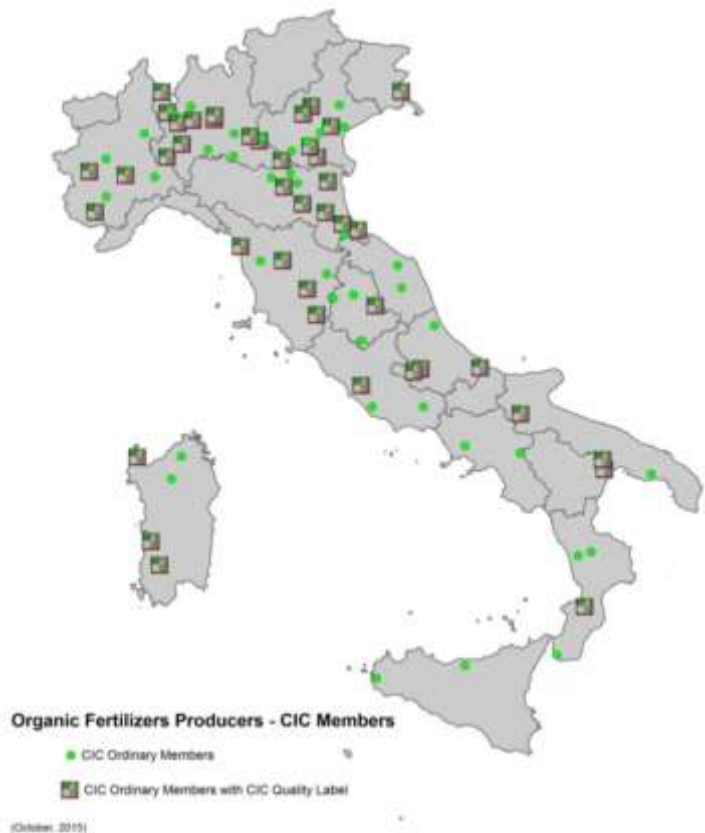 Organic Fertilizers Producers - CIC Members
CIC Ordinary Members
CIC Ordinary Members with CIC Quality Label
(October, 2015)